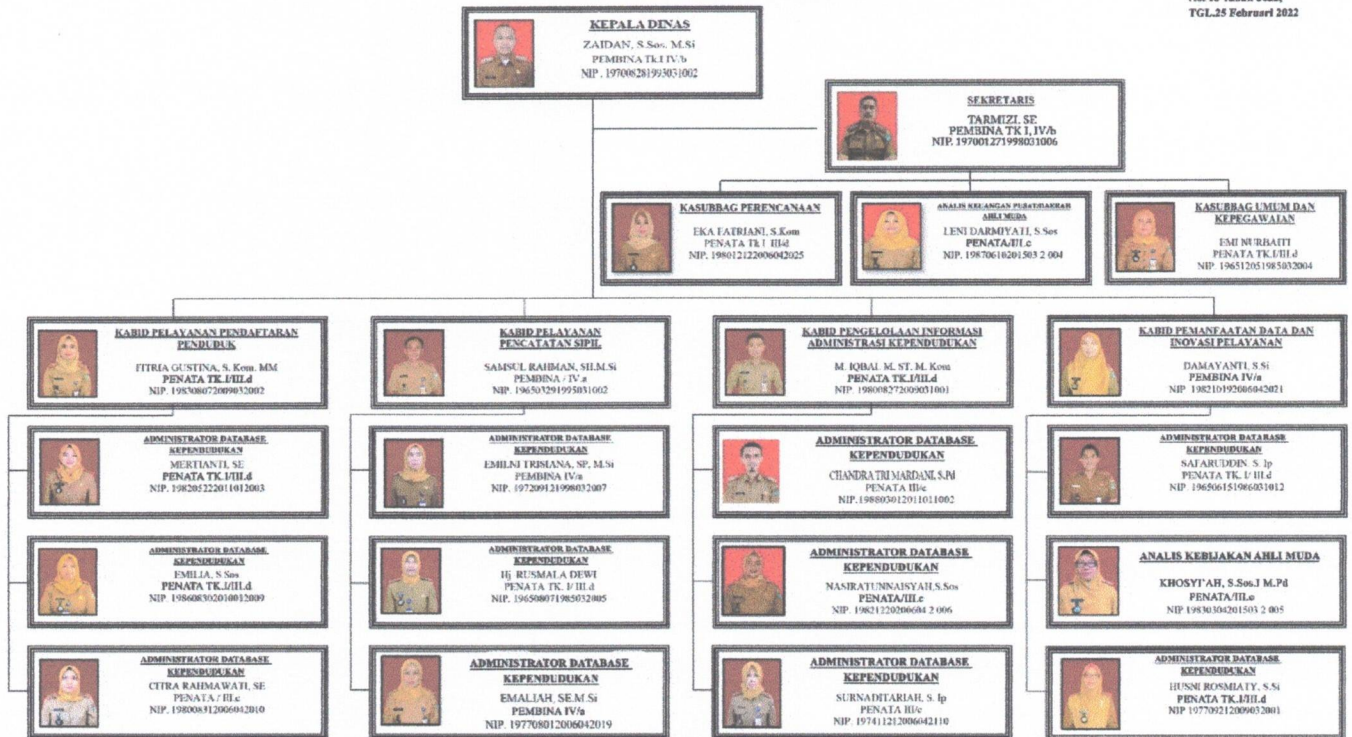 TGL.25 Februari 2022
KEPALA DINAS
ZAIDAN, S.Sos. M.Si
PEMBINA Tk.I IV/b
NIP . 197008281993031002
SEKRETARIS
TARMIZI. SE
PEMBINA TK I, IV/b
NIP. 197001271998031006
KASUBBAG PERENCANAAN
EKA FATRIANI, S.Kom
PENATA Tk I III/d
NIP. 198012122006042025
ANALIS KEUANGAN PUSAT/DAERAH
AHLI MUDA
LENI DARMIYATI, S.Sos
PENATA/III.c
NIP. 19870610201503 2 004
KASUBBAG UMUM DAN
KEPEGAWAIAN
EMI NURBAITI
PENATA TK.I/III.d
NIP. 196512051985032004
KABID PELAYANAN PENDAFTARAN
PENDUDUK
FITRIA GUSTINA, S. Kom. MM
PENATA TK.I/III.d
NIP. 198308072009032002
KABID PELAYANAN
PENCATATAN SIPIL
SAMSUL RAHMAN, SH.M.Si
PEMBINA / IV.a
NIP. 196503291995031002
KABID PENGELOLAAN INFORMASI
ADMINISTRASI KEPENDUDUKAN
M. IQBAL M. ST. M. Kom
PENATA TK.I/III.d
NIP. 198008272009031001
KABID PEMANFAATAN DATA DAN
INOVASI PELAYANAN
DAMAYANTI, S.Si
PEMBINA IV/a
NIP. 198210192006042021
ADMINISTRATOR DATABASE
KEPENDUDUKAN
MERTIANTI, SE
PENATA TK.I/III.d
NIP. 198205222011012003
ADMINISTRATOR DATABASE
KEPENDUDUKAN
EMILNI TRISIANA, SP, M.Si
PEMBINA IV/a
NIP. 197209121998032007
ADMINISTRATOR DATABASE
KEPENDUDUKAN
CHANDRA TRI MARDANI, S.Pd
PENATA III/c
NIP.198803012011011002
ADMINISTRATOR DATABASE
KEPENDUDUKAN
SAFARUDDIN, S. Ip
PENATA TK. I/ III.d
NIP. 196506151986031012
ADMINISTRATOR DATABASE
KEPENDUDUKAN
EMILIA, S.Sos
PENATA TK.I/III.d
NIP. 198608302010012009
ADMINISTRATOR DATABASE
KEPENDUDUKAN
Hj. RUSMALA DEWI
PENATA TK. I/ III.d
NIP. 196508071985032005
ADMINISTRATOR DATABASE
KEPENDUDUKAN
NASIRATUNNAISYAH,S.Sos
PENATA/III.c
NIP. 19821220200604 2 006
ANALIS KEBIJAKAN AHLI MUDA
KHOSYI'AH, S.Sos.I M.Pd
PENATA/III.c
NIP 19830304201503 2 005
ADMINISTRATOR DATABASE
KEPENDUDUKAN
CITRA RAHMAWATI, SE
PENATA / III.c
NIP. 198008312006042010
ADMINISTRATOR DATABASE
KEPENDUDUKAN
EMALIAH, SE.M.Si
PEMBINA IV/a
NIP. 197708012006042019
ADMINISTRATOR DATABASE
KEPENDUDUKAN
SURNADITARIAH, S. Ip
PENATA III/c
NIP. 197411212006042110
ADMINISTRATOR DATABASE
KEPENDUDUKAN
HUSNI ROSMIATY, S.Si
PENATA TK.I/III.d
NIP 197709212009032001